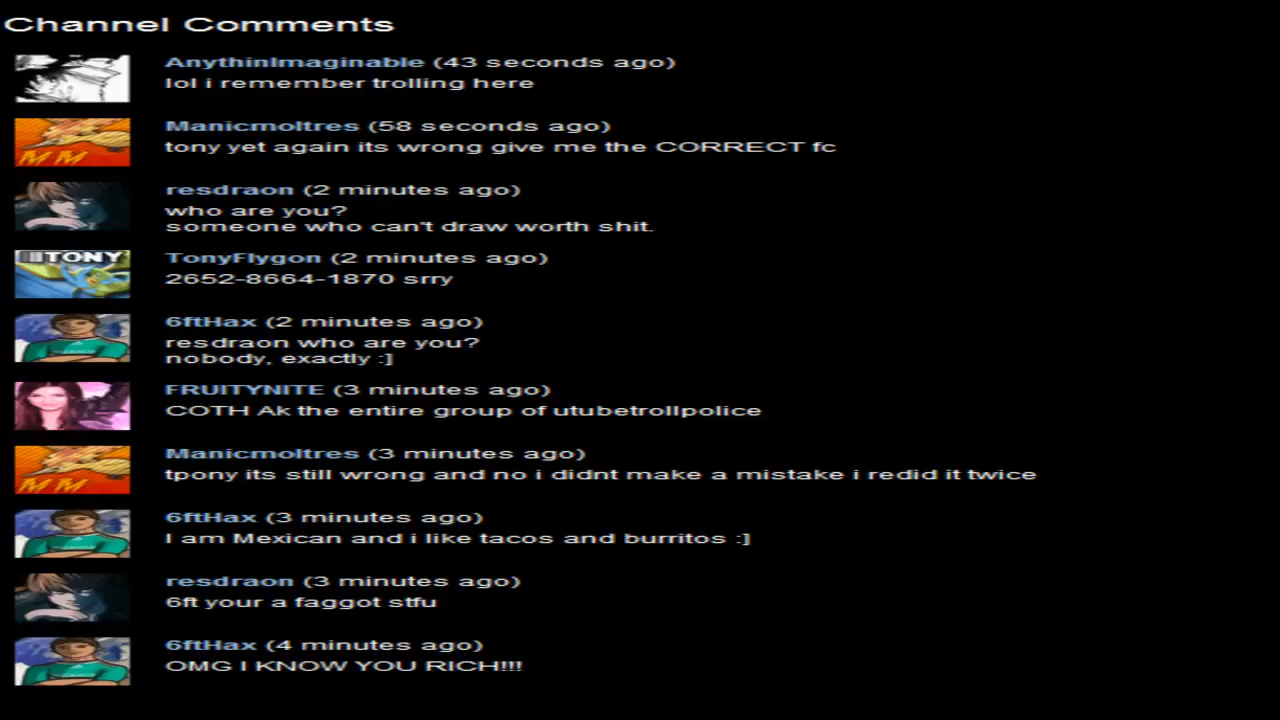 Channel Comments
AnythinImaginable (43 seconds ago)
lol i remember trolling here
Manicmoltres (58 seconds ago)
tony yet again its wrong give me the CORRECT fc
MM
resdraon (2 minutes ago)
who are you?
someone who can't draw worth shit.
TONY
TonyFlygon (2 minutes ago)
2652-8664-1870 srry
6ftHax (2 minutes ago)
resdraon who are you?
nobody, exactly :]
FRUITYNITE (3 minutes ago)
COTH Ak the entire group of utubetrollpolice
Manicmoltres (3 minutes ago)
tpony its still wrong and no i didnt make a mistake i redid it twice
MM
6ftHax (3 minutes ago)
I am Mexican and i like tacos and burritos :]
resdraon (3 minutes ago)
6ft your a faggot stfu
6ftHax (4 minutes ago)
OMG I KNOW YOU RICH!!!